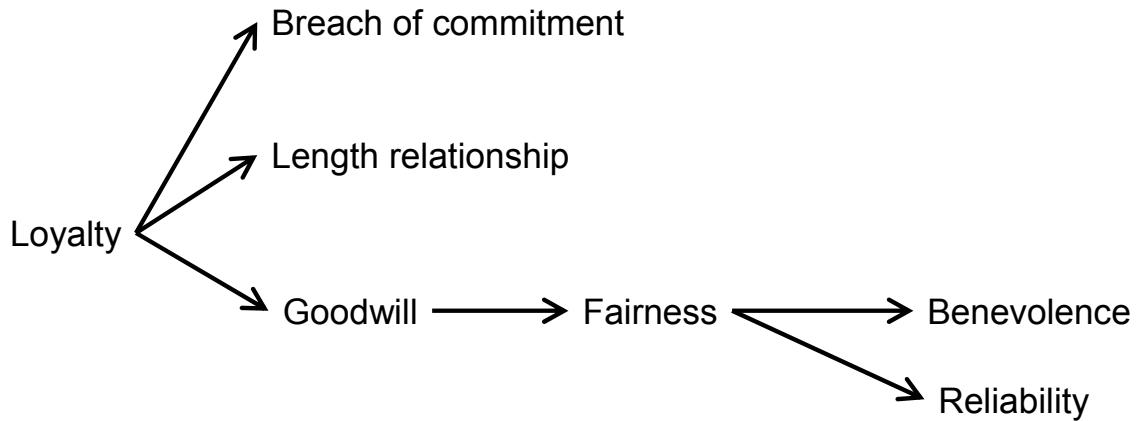 Breach of commitment
Length relationship
Loyalty
Goodwill
Fairness
Benevolence
Reliability